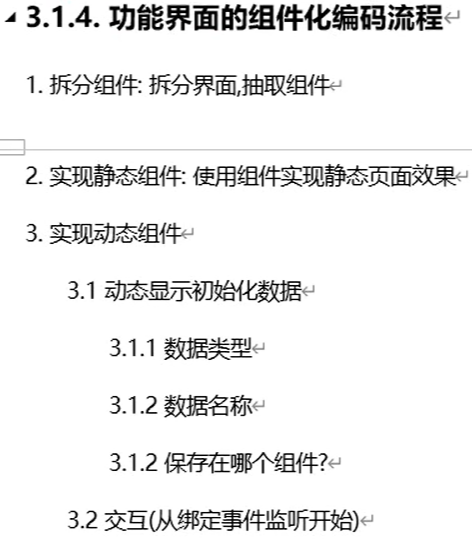 3.1.4. 功能界面的组件化编码流程
1. 拆分组件: 拆分界面,抽取组件
2. 实现静态组件: 使用组件实现静态页面效果
3. 实现动态组件
3.1 动态显示初始化数据
3.1.1 数据类型
3.1.2 数据名称
3.1.2 保存在哪个组件?
3.2 交互(从绑定事件监听开始)